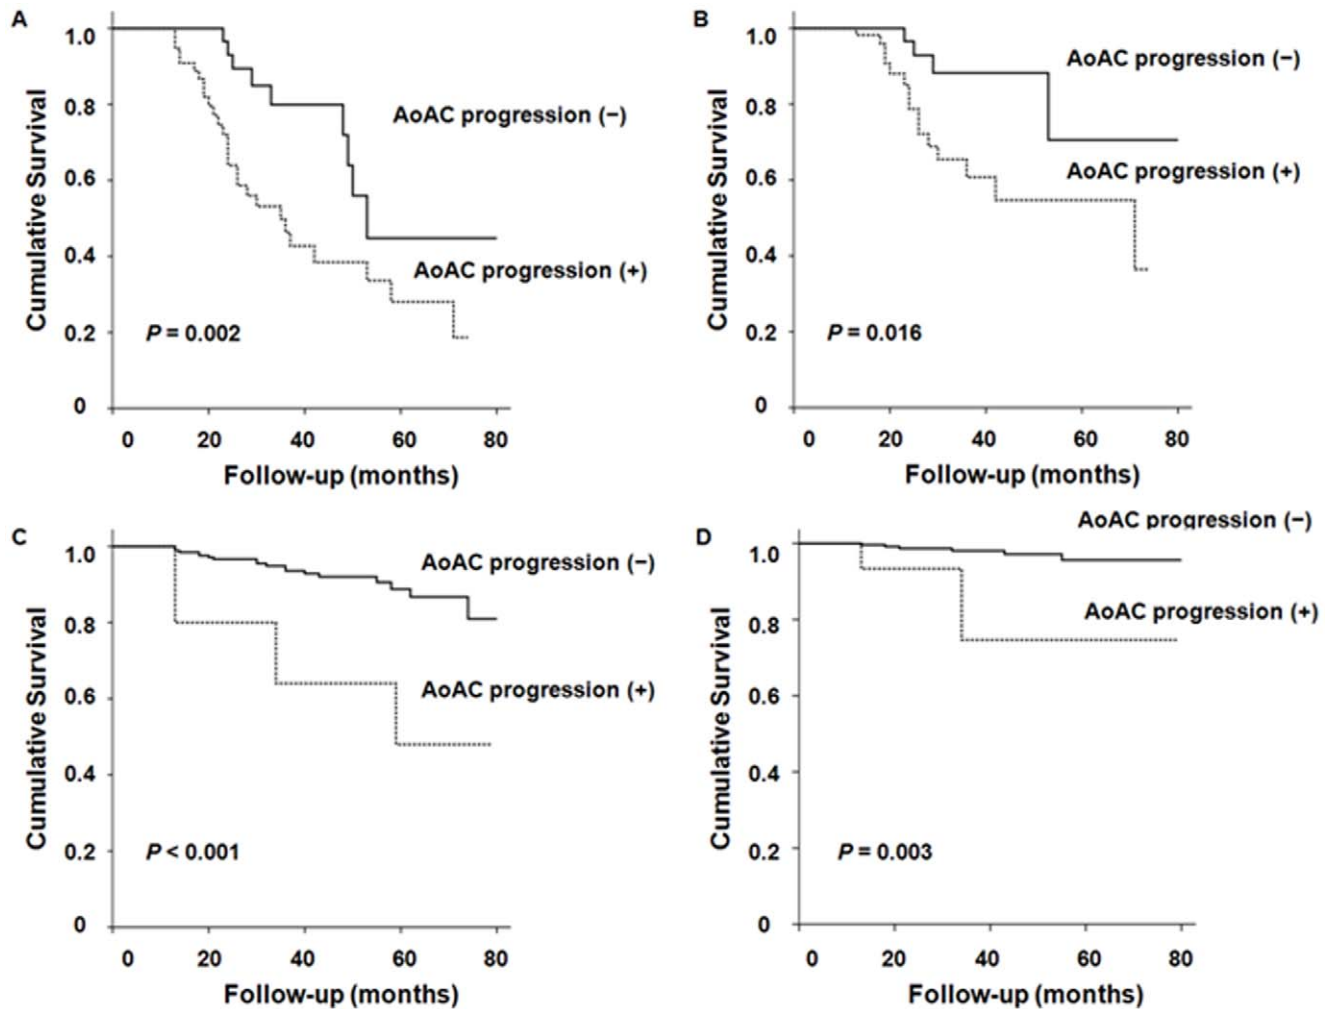 A
1.0
0.8
0.6
0.4
0.2
0
Cumulative Survival
AoAC progression (−)
AoAC progression (+)
P = 0.002
0 20 40 60 80
Follow-up (months)
B
1.0
0.8
0.6
0.4
0.2
0
Cumulative Survival
AoAC progression (−)
AoAC progression (+)
P = 0.016
0 20 40 60 80
Follow-up (months)
C
1.0
0.8
0.6
0.4
0.2
0
Cumulative Survival
AoAC progression (−)
AoAC progression (+)
P < 0.001
0 20 40 60 80
Follow-up (months)
D
1.0
0.8
0.6
0.4
0.2
0
Cumulative Survival
AoAC progression (−)
AoAC progression (+)
P = 0.003
0 20 40 60 80
Follow-up (months)